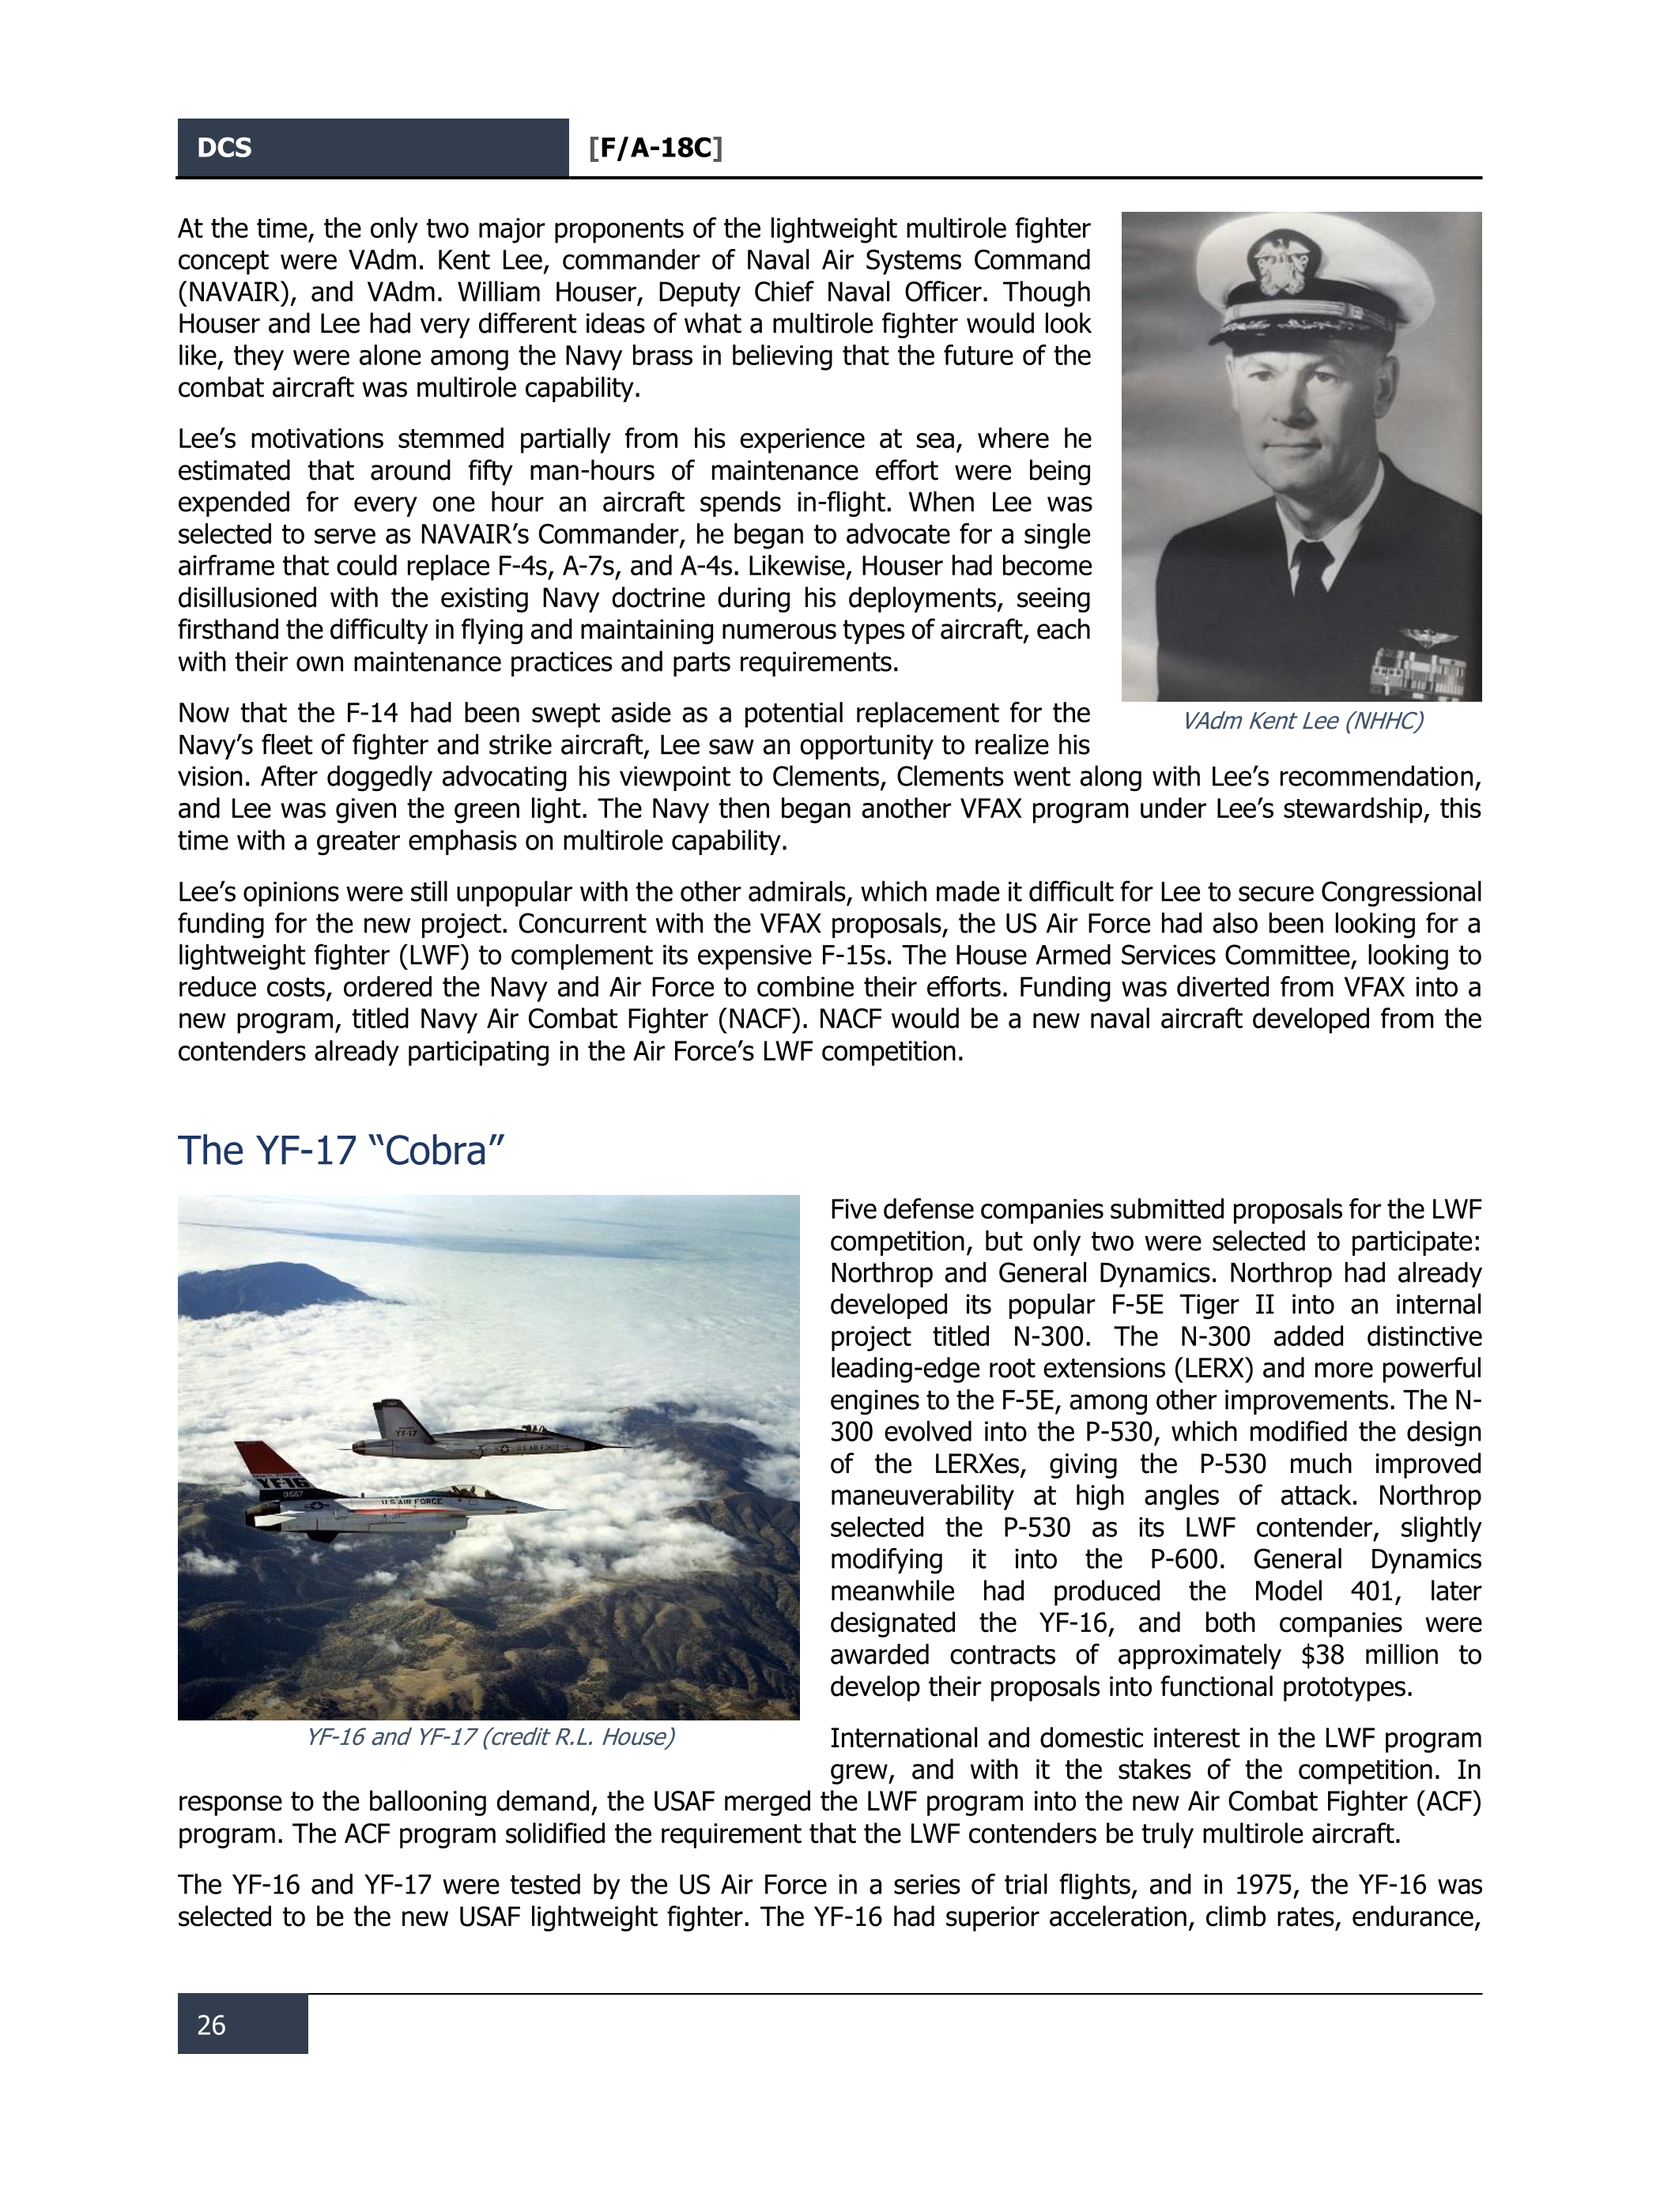 DCS [F/A-18C]
At the time, the only two major proponents of the lightweight multirole fighter
concept were VAdm. Kent Lee, commander of Naval Air Systems Command
(NAVAIR), and VAdm. William Houser, Deputy Chief Naval Officer. Though
Houser and Lee had very different ideas of what a multirole fighter would look
like, they were alone among the Navy brass in believing that the future of the
combat aircraft was multirole capability.
Lee’s motivations stemmed partially from his experience at sea, where he
estimated that around fifty man-hours of maintenance effort were being
expended for every one hour an aircraft spends in-flight. When Lee was
selected to serve as NAVAIR’s Commander, he began to advocate for a single
airframe that could replace F-4s, A-7s, and A-4s. Likewise, Houser had become
disillusioned with the existing Navy doctrine during his deployments, seeing
firsthand the difficulty in flying and maintaining numerous types of aircraft, each
with their own maintenance practices and parts requirements.
VAdm Kent Lee (NHHC)
Now that the F-14 had been swept aside as a potential replacement for the
Navy’s fleet of fighter and strike aircraft, Lee saw an opportunity to realize his
vision. After doggedly advocating his viewpoint to Clements, Clements went along with Lee’s recommendation,
and Lee was given the green light. The Navy then began another VFAX program under Lee’s stewardship, this
time with a greater emphasis on multirole capability.
Lee’s opinions were still unpopular with the other admirals, which made it difficult for Lee to secure Congressional
funding for the new project. Concurrent with the VFAX proposals, the US Air Force had also been looking for a
lightweight fighter (LWF) to complement its expensive F-15s. The House Armed Services Committee, looking to
reduce costs, ordered the Navy and Air Force to combine their efforts. Funding was diverted from VFAX into a
new program, titled Navy Air Combat Fighter (NACF). NACF would be a new naval aircraft developed from the
contenders already participating in the Air Force’s LWF competition.
The YF-17 “Cobra”
YF-17
U.S. AIR FORCE
YF-16
U.S. AIR FORCE
YF-16 and YF-17 (credit R.L. House)
Five defense companies submitted proposals for the LWF
competition, but only two were selected to participate:
Northrop and General Dynamics. Northrop had already
developed its popular F-5E Tiger II into an internal
project titled N-300. The N-300 added distinctive
leading-edge root extensions (LERX) and more powerful
engines to the F-5E, among other improvements. The N-
300 evolved into the P-530, which modified the design
of the LERXes, giving the P-530 much improved
maneuverability at high angles of attack. Northrop
selected the P-530 as its LWF contender, slightly
modifying it into the P-600. General Dynamics
meanwhile had produced the Model 401, later
designated the YF-16, and both companies were
awarded contracts of approximately $38 million to
develop their proposals into functional prototypes.
International and domestic interest in the LWF program
grew, and with it the stakes of the competition. In
response to the ballooning demand, the USAF merged the LWF program into the new Air Combat Fighter (ACF)
program. The ACF program solidified the requirement that the LWF contenders be truly multirole aircraft.
The YF-16 and YF-17 were tested by the US Air Force in a series of trial flights, and in 1975, the YF-16 was
selected to be the new USAF lightweight fighter. The YF-16 had superior acceleration, climb rates, endurance,
26